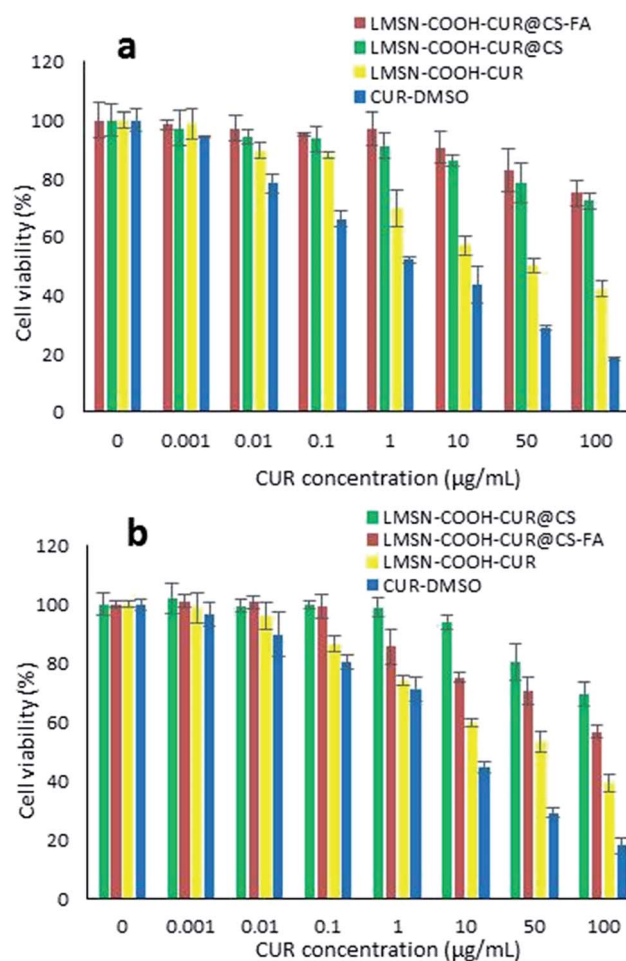 a
LMSN-COOH-CUR@CS-FA
LMSN-COOH-CUR@CS
LMSN-COOH-CUR
CUR-DMSO
120
100
80
60
40
20
0
Cell viability (%)
0 0.001 0.01 0.1 1 10 50 100
CUR concentration (µg/mL)
b
LMSN-COOH-CUR@CS
LMSN-COOH-CUR@CS-FA
LMSN-COOH-CUR
CUR-DMSO
120
100
80
60
40
20
0
Cell viability (%)
0 0.001 0.01 0.1 1 10 50 100
CUR concentration (µg/mL)